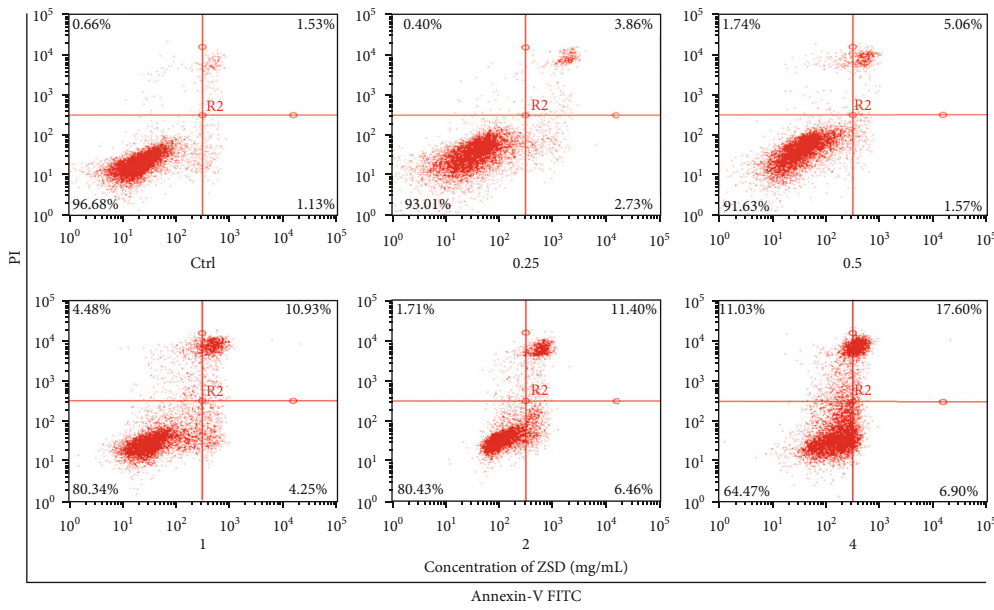 PI
10^5 10^4 10^3 10^2 10^1 10^0
0.66% 1.53%
R2
96.68% 1.13%
10^0 10^1 10^2 10^3 10^4 10^5
Ctrl
10^5 10^4 10^3 10^2 10^1 10^0
0.40% 3.86%
R2
93.01% 2.73%
10^0 10^1 10^2 10^3 10^4 10^5
0.25
10^5 10^4 10^3 10^2 10^1 10^0
1.74% 5.06%
R2
91.63% 1.57%
10^0 10^1 10^2 10^3 10^4 10^5
0.5
10^5 10^4 10^3 10^2 10^1 10^0
4.48% 10.93%
R2
80.34% 4.25%
10^0 10^1 10^2 10^3 10^4 10^5
1
10^5 10^4 10^3 10^2 10^1 10^0
1.71% 11.40%
R2
80.43% 6.46%
10^0 10^1 10^2 10^3 10^4 10^5
2
10^5 10^4 10^3 10^2 10^1 10^0
11.03% 17.60%
R2
64.47% 6.90%
10^0 10^1 10^2 10^3 10^4 10^5
4
Concentration of ZSD (mg/mL)
Annexin-V FITC